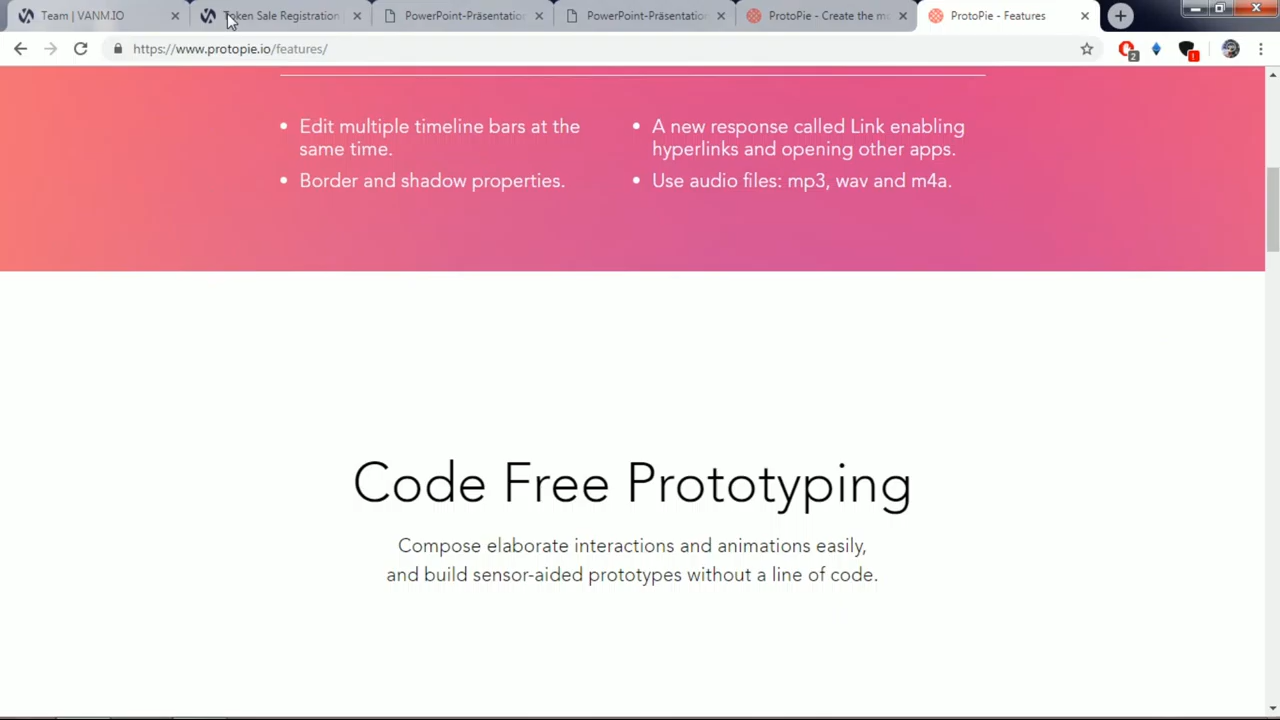 Team | VANM.IO
Token Sale Registration
PowerPoint-Präsentation
PowerPoint-Präsentation
ProtoPie - Create the mo
ProtoPie - Features
https://www.protopie.io/features/
2
!
• Edit multiple timeline bars at the
same time.
• Border and shadow properties.
• A new response called Link enabling
hyperlinks and opening other apps.
• Use audio files: mp3, wav and m4a.
Code Free Prototyping
Compose elaborate interactions and animations easily,
and build sensor-aided prototypes without a line of code.